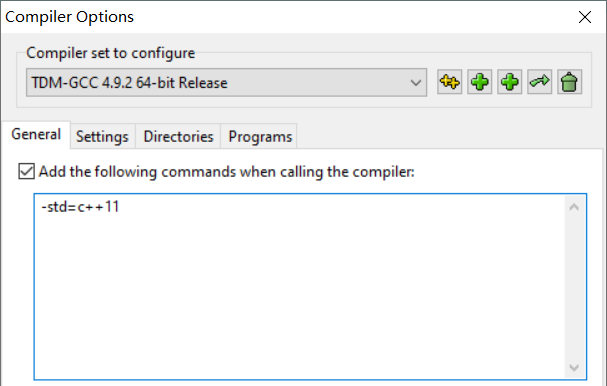 Compiler Options
Compiler set to configure
TDM-GCC 4.9.2 64-bit Release
General Settings Directories Programs
Add the following commands when calling the compiler:
-std=c++11